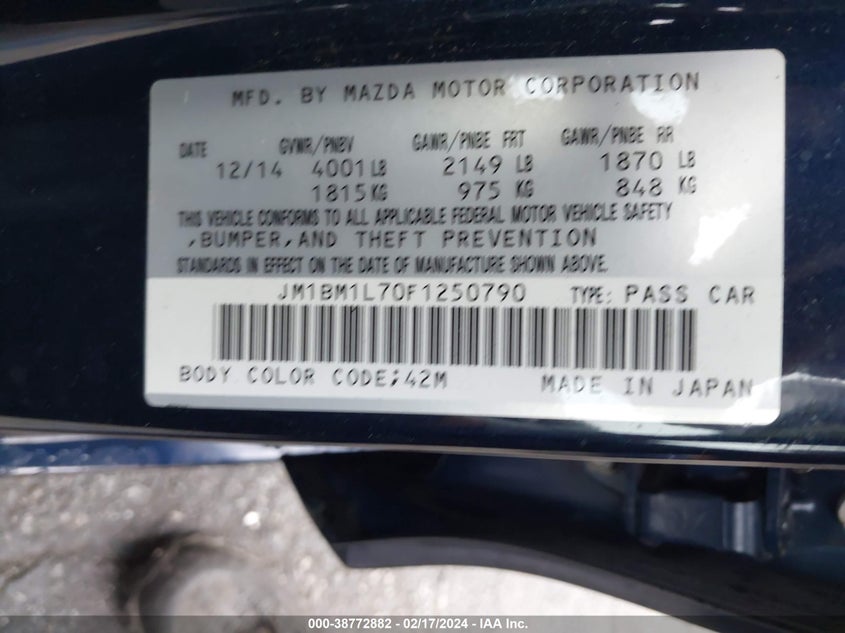 MFD. BY MAZDA MOTOR CORPORATION
DATE GVWR/PNBV GAWR/PNBE FRT GAWR/PNBE RR
12/14 4001 LB 2149 LB 1870 LB
1815 KG 975 KG 848 KG
THIS VEHICLE CONFORMS TO ALL APPLICABLE FEDERAL MOTOR VEHICLE SAFETY
,BUMPER,AND THEFT PREVENTION
STANDARDS IN EFFECT ON THE DATE OF MANUFACTURE SHOWN ABOVE.
JM1BM1L70F1250790 TYPE: PASS CAR
BODY COLOR CODE;42M MADE IN JAPAN
000-38772882 - 02/17/2024 - IAA Inc.